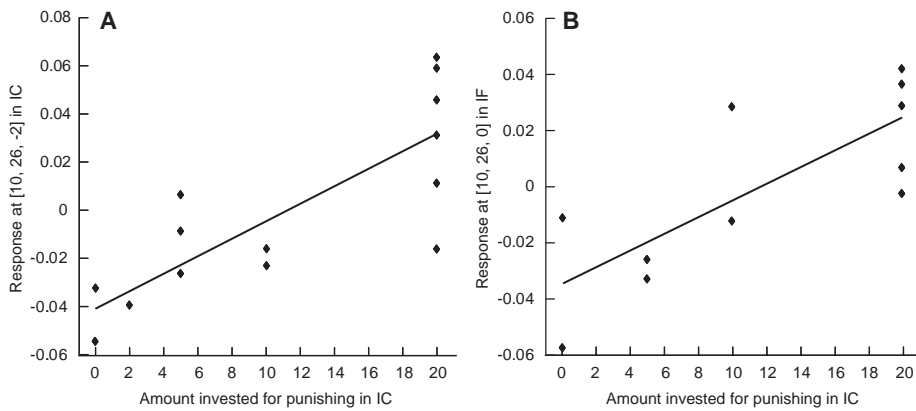 A
Response at [10, 26, -2] in IC
0.08
0.06
0.04
0.02
0
-0.02
-0.04
-0.06
0 2 4 6 8 10 12 14 16 18 20
Amount invested for punishing in IC
B
Response at [10, 26, 0] in IF
0.06
0.04
0.02
0
-0.02
-0.04
-0.06
0 2 4 6 8 10 12 14 16 18 20
Amount invested for punishing in IC